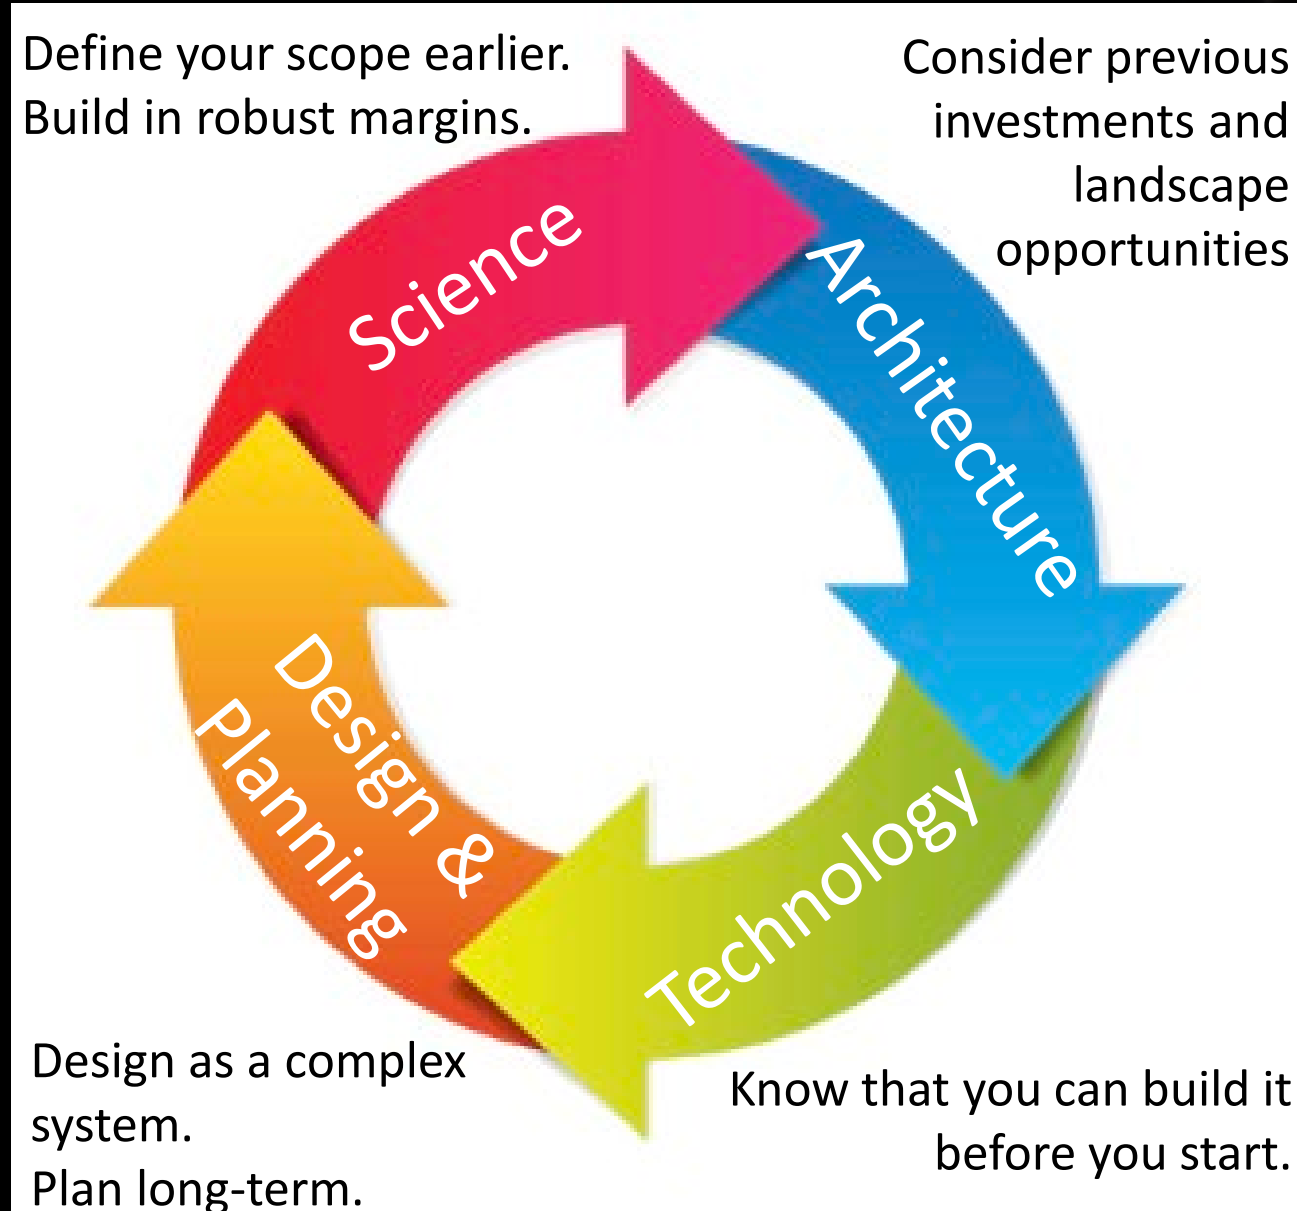 Define your scope earlier.
Build in robust margins.
Consider previous
investments and
landscape
opportunities
Science
Architecture
Design &
Planning
Technology
Design as a complex
system.
Plan long-term.
Know that you can build it
before you start.